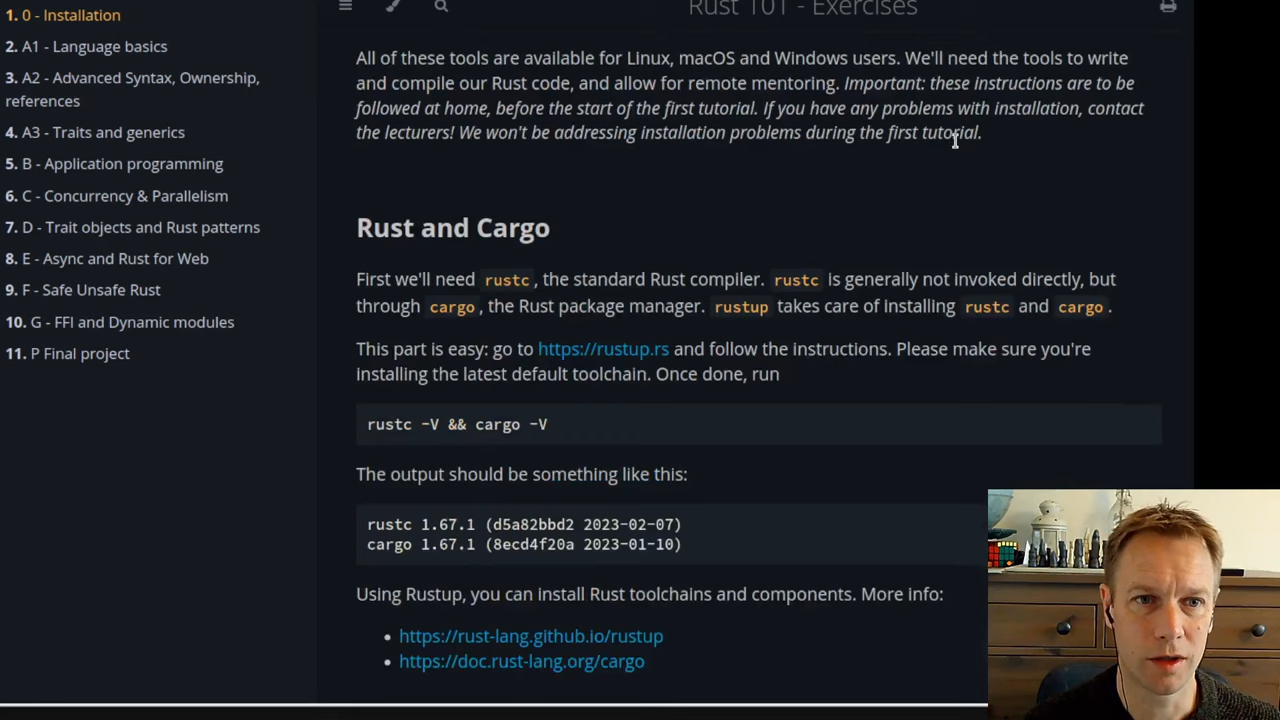 1. 0 - Installation
2. A1 - Language basics
3. A2 - Advanced Syntax, Ownership,
references
4. A3 - Traits and generics
5. B - Application programming
6. C - Concurrency & Parallelism
7. D - Trait objects and Rust patterns
8. E - Async and Rust for Web
9. F - Safe Unsafe Rust
10. G - FFI and Dynamic modules
11. P Final project
Rust 101 - Exercises
All of these tools are available for Linux, macOS and Windows users. We'll need the tools to write
and compile our Rust code, and allow for remote mentoring. Important: these instructions are to be
followed at home, before the start of the first tutorial. If you have any problems with installation, contact
the lecturers! We won't be addressing installation problems during the first tutorial.
Rust and Cargo
First we'll need rustc, the standard Rust compiler. rustc is generally not invoked directly, but
through cargo, the Rust package manager. rustup takes care of installing rustc and cargo.
This part is easy: go to https://rustup.rs and follow the instructions. Please make sure you're
installing the latest default toolchain. Once done, run
rustc -V && cargo -V
The output should be something like this:
rustc 1.67.1 (d5a82bbd2 2023-02-07)
cargo 1.67.1 (8ecd4f20a 2023-01-10)
Using Rustup, you can install Rust toolchains and components. More info:
• https://rust-lang.github.io/rustup
• https://doc.rust-lang.org/cargo